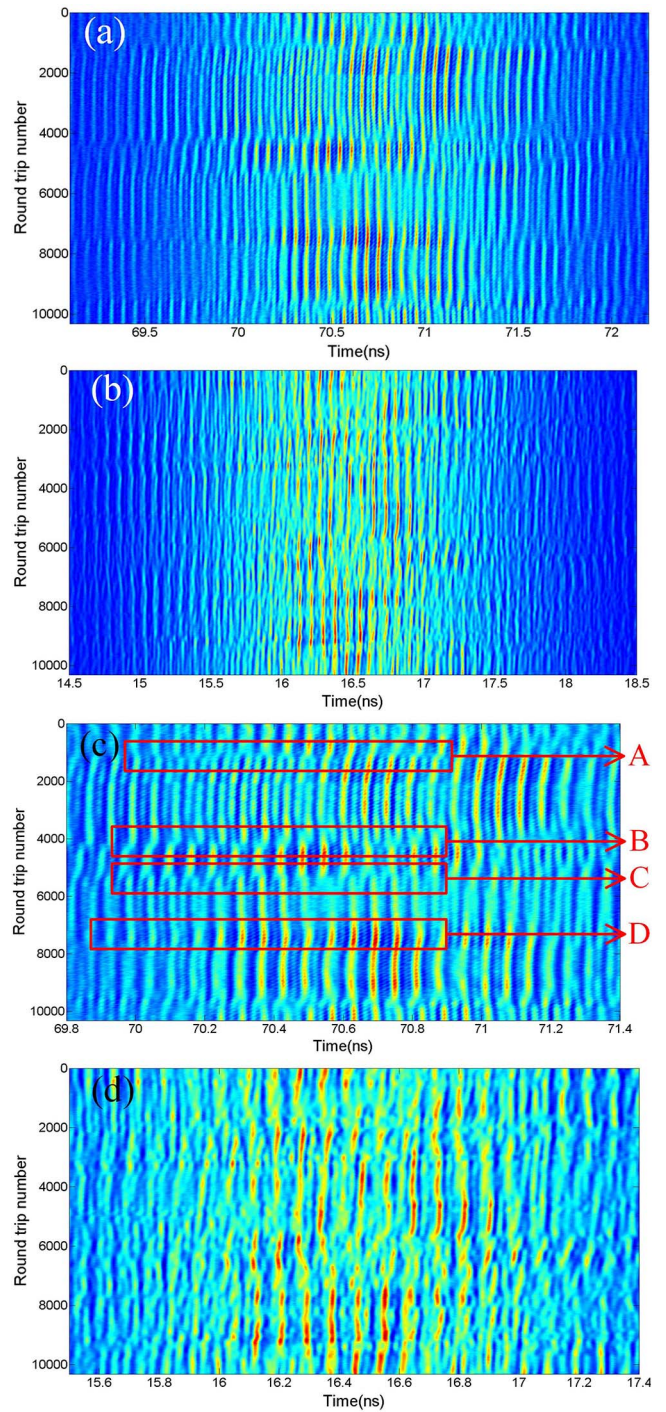 (a)
Round trip number
0
2000
4000
6000
8000
10000
69.5 70 70.5 71 71.5 72
Time(ns)
(b)
Round trip number
0
2000
4000
6000
8000
10000
14.5 15 15.5 16 16.5 17 17.5 18 18.5
Time(ns)
(c)
Round trip number
0
2000
4000
6000
8000
10000
A
B
C
D
69.8 70 70.2 70.4 70.6 70.8 71 71.2 71.4
Time(ns)
(d)
Round trip number
0
2000
4000
6000
8000
10000
15.6 15.8 16 16.2 16.4 16.6 16.8 17 17.2 17.4
Time(ns)